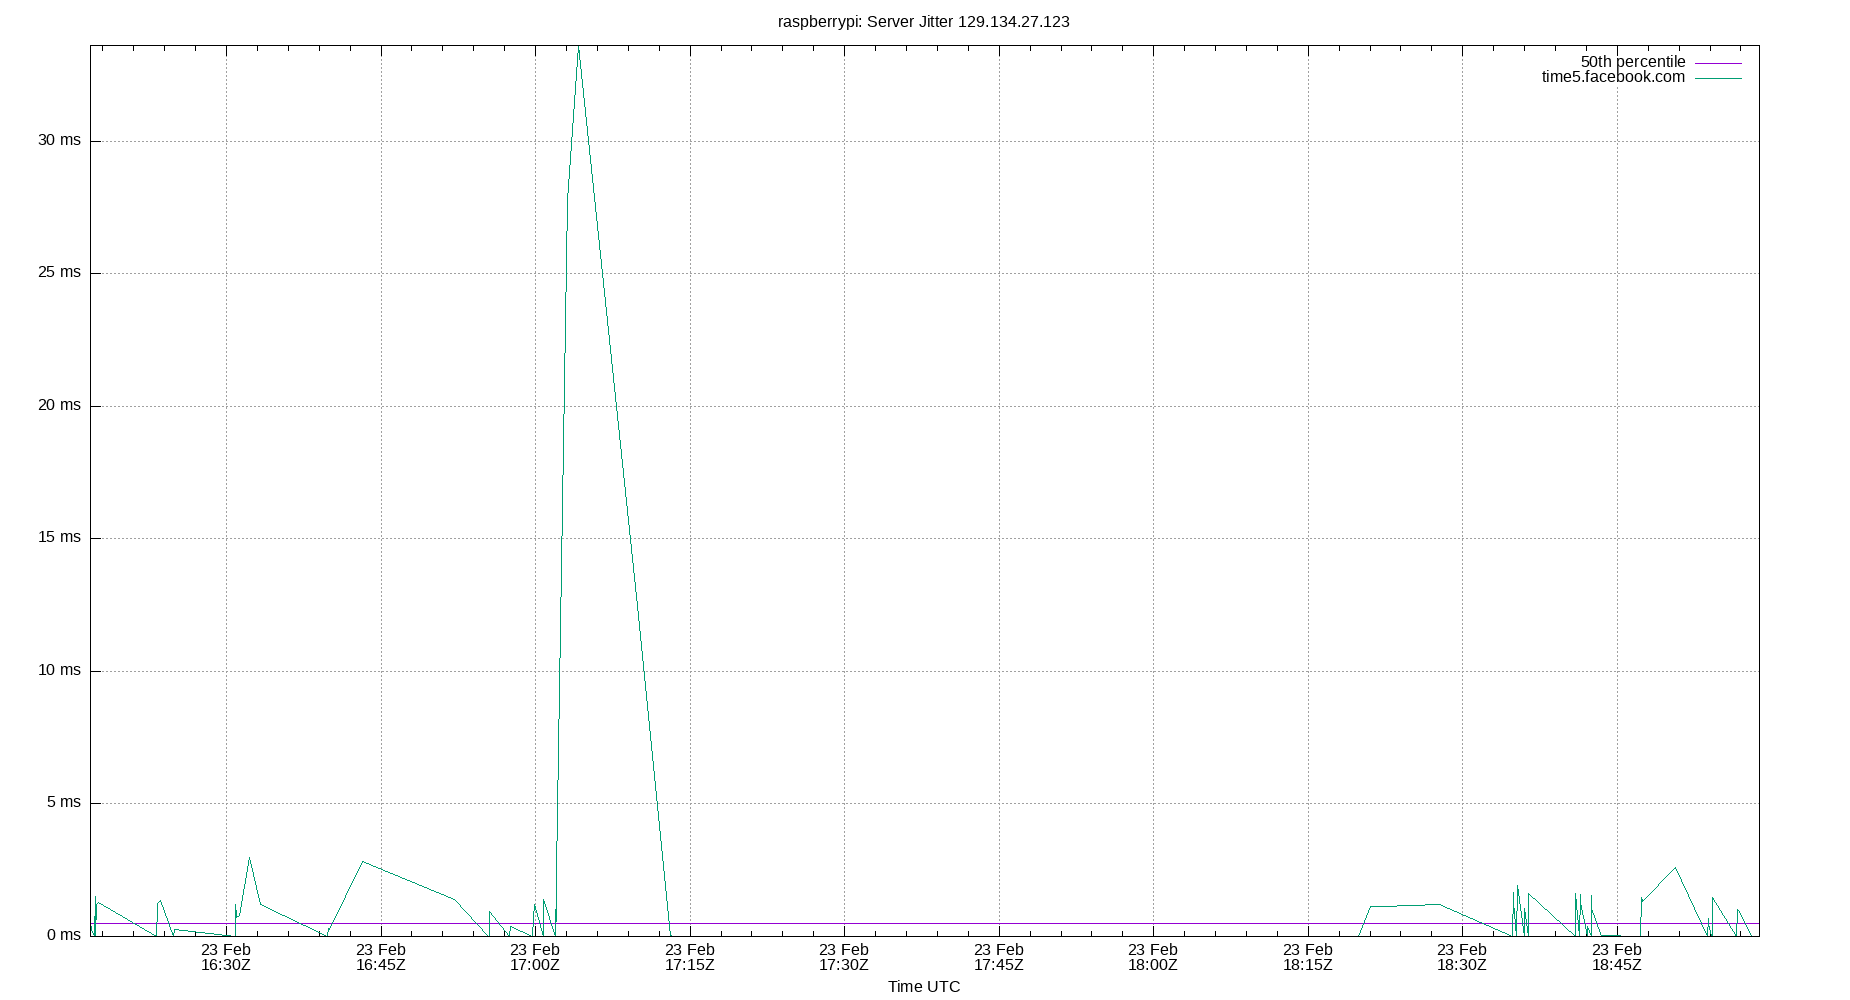 raspberrypi: Server Jitter 129.134.27.123
50th percentile
time5.facebook.com
30 ms
25 ms
20 ms
15 ms
10 ms
5 ms
0 ms
23 Feb 23 Feb 23 Feb 23 Feb 23 Feb 23 Feb 23 Feb 23 Feb 23 Feb 23 Feb
16:30Z 16:45Z 17:00Z 17:15Z 17:30Z 17:45Z 18:00Z 18:15Z 18:30Z 18:45Z
Time UTC